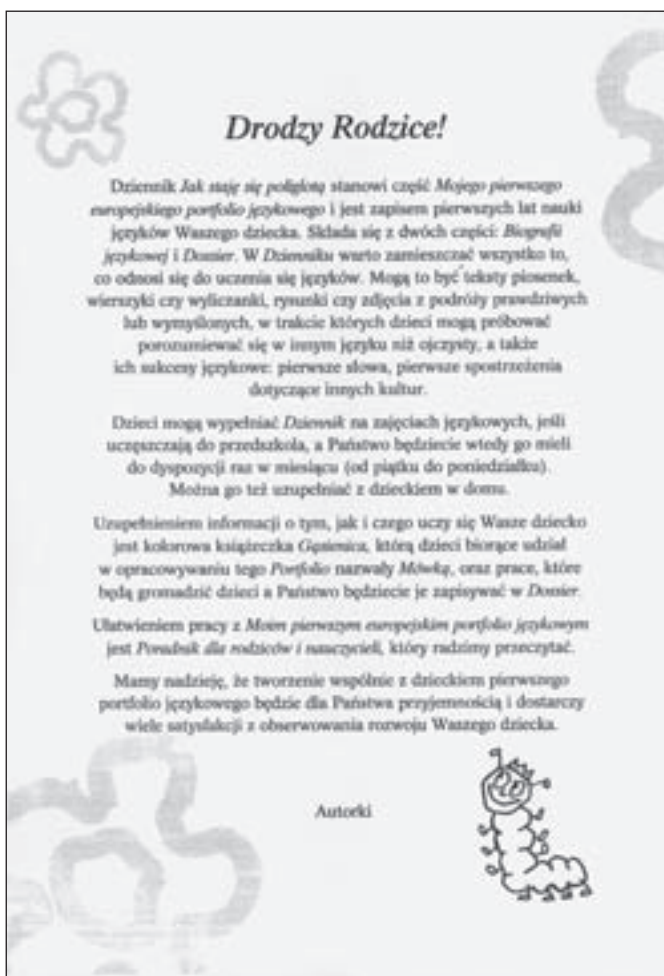 Drodzy Rodzice!
Dziennik Jak staję się poliglotą stanowi część Mojego pierwszego
europejskiego portfolio językowego i jest zapisem pierwszych lat nauki
języków Waszego dziecka. Składa się z dwóch części: Biografii
językowej i Dossier. W Dzienniku warto zamieszczać wszystko to,
co odnosi się do uczenia się języków. Mogą to być teksty piosenek,
wierszyki czy wyliczanki, rysunki czy zdjęcia z podróży prawdziwych
lub wymyślonych, w trakcie których dzieci mogą próbować
porozumiewać się w innym języku niż ojczysty, a także
ich sukcesy językowe: pierwsze słowa, pierwsze spostrzeżenia
dotyczące innych kultur.
Dzieci mogą wypełniać Dziennik na zajęciach językowych, jeśli
uczęszczają do przedszkola, a Państwo będziecie wtedy go mieli
do dyspozycji raz w miesiącu (od piątku do poniedziałku).
Można go też uzupełniać z dzieckiem w domu.
Uzupełnieniem informacji o tym, jak i czego uczy się Wasze dziecko
jest kolorowa książeczka Gąsienica, którą dzieci biorące udział
w opracowywaniu tego Portfolio nazwały Mówką, oraz prace, które
będą gromadzić dzieci a Państwo będziecie je zapisywać w Dossier.
Ułatwieniem pracy z Moim pierwszym europejskim portfolio językowym
jest Poradnik dla rodziców i nauczycieli, który radzimy przeczytać.
Mamy nadzieję, że tworzenie wspólnie z dzieckiem pierwszego
portfolio językowego będzie dla Państwa przyjemnością i dostarczy
wiele satysfakcji z obserwowania rozwoju Waszego dziecka.
Autorki